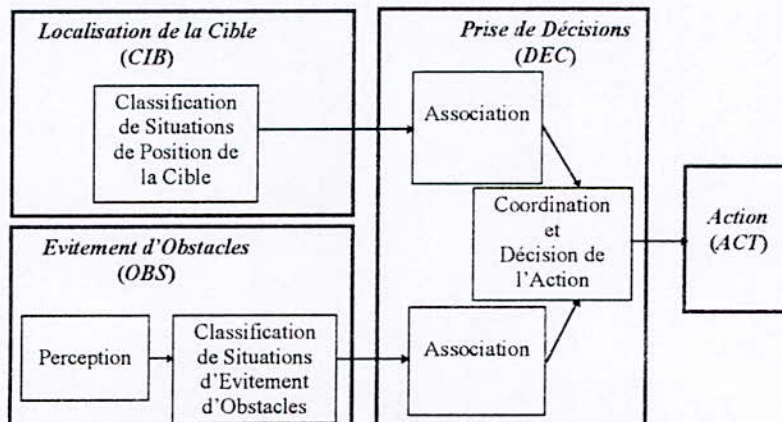 Localisation de la Cible
(CIB)
Classification
de Situations
de Position de
la Cible
Evitement d'Obstacles
(OBS)
Perception
Classification
de Situations
d'Evitement
d'Obstacles
Prise de Décisions
(DEC)
Association
Coordination
et
Décision de
l'Action
Association
Action
(ACT)